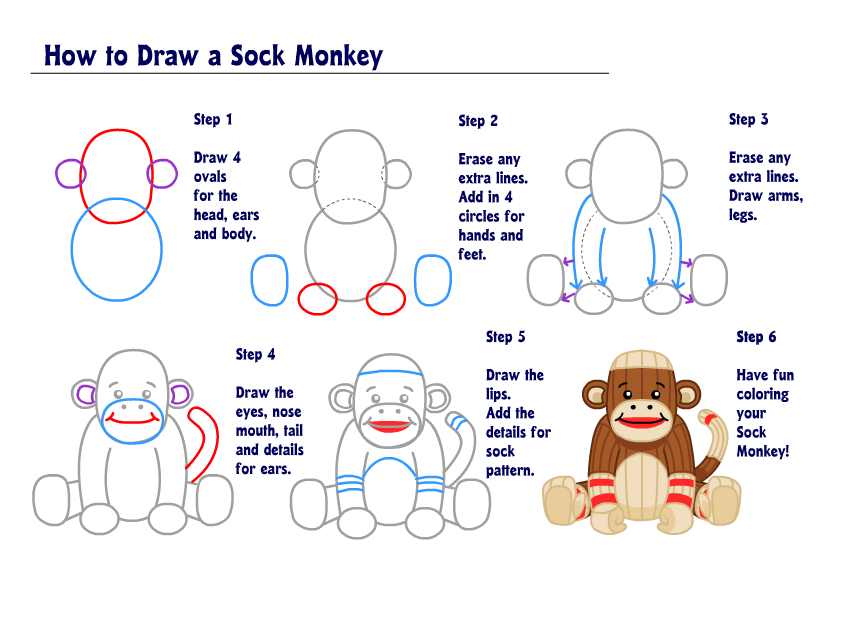 How to Draw a Sock Monkey
Step 1
Draw 4
ovals
for the
head, ears
and body.
Step 2
Erase any
extra lines.
Add in 4
circles for
hands and
feet.
Step 3
Erase any
extra lines.
Draw arms,
legs.
Step 4
Draw the
eyes, nose
mouth, tail
and details
for ears.
Step 5
Draw the
lips.
Add the
details for
sock
pattern.
Step 6
Have fun
coloring
your
Sock
Monkey!